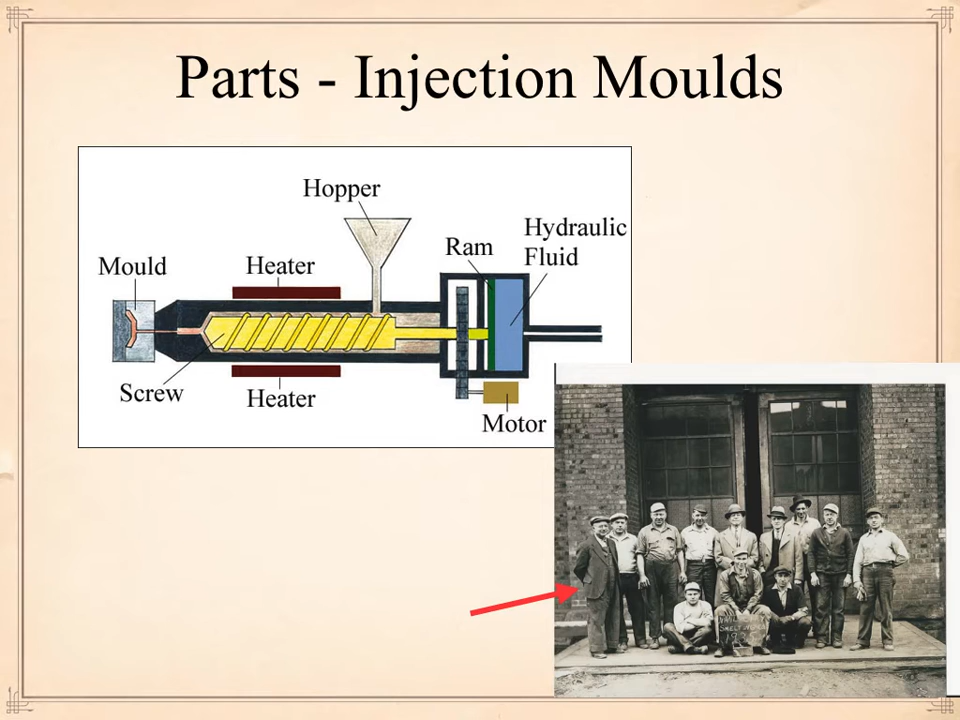 Parts - Injection Moulds
Hopper
Hydraulic
Fluid
Ram
Mould
Heater
Screw
Heater
Motor